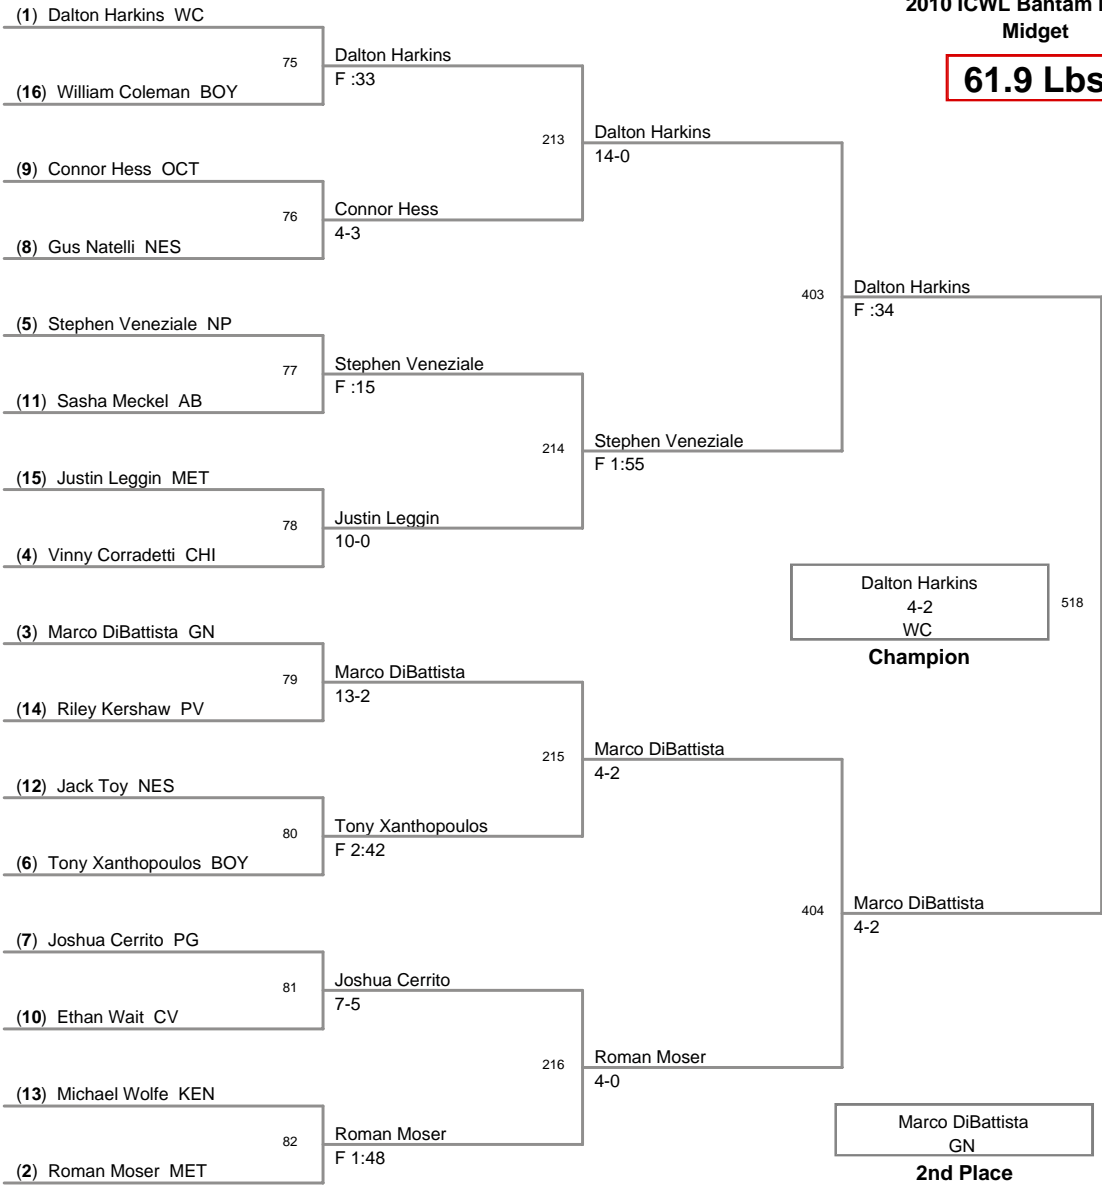 2010 ICWL Bantam
Midget
61.9 Lbs
(1) Dalton Harkins WC
75
Dalton Harkins
F :33
(16) William Coleman BOY
213
Dalton Harkins
14-0
(9) Connor Hess OCT
76
Connor Hess
4-3
(8) Gus Natelli NES
403
Dalton Harkins
F :34
(5) Stephen Veneziale NP
77
Stephen Veneziale
F :15
(11) Sasha Meckel AB
214
Stephen Veneziale
F 1:55
(15) Justin Leggin MET
78
Justin Leggin
10-0
(4) Vinny Corradetti CHI
Dalton Harkins
4-2
WC
518
Champion
(3) Marco DiBattista GN
79
Marco DiBattista
13-2
(14) Riley Kershaw PV
215
Marco DiBattista
4-2
(12) Jack Toy NES
80
Tony Xanthopoulos
F 2:42
(6) Tony Xanthopoulos BOY
404
Marco DiBattista
4-2
(7) Joshua Cerrito PG
81
Joshua Cerrito
7-5
(10) Ethan Wait CV
216
Roman Moser
4-0
(13) Michael Wolfe KEN
82
Roman Moser
F 1:48
(2) Roman Moser MET
Marco DiBattista
GN
2nd Place